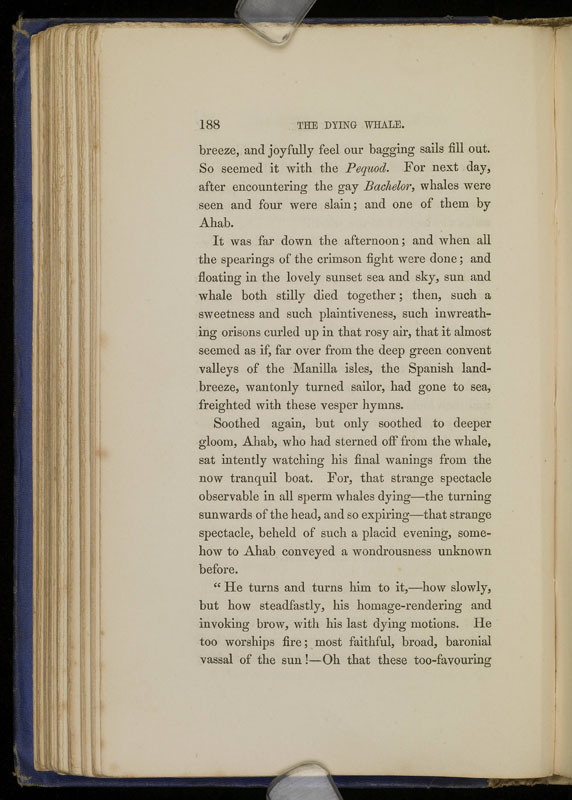 188 THE DYING WHALE.
breeze, and joyfully feel our bagging sails fill out.
So seemed it with the Pequod. For next day,
after encountering the gay Bachelor, whales were
seen and four were slain; and one of them by
Ahab.
It was far down the afternoon; and when all
the spearings of the crimson fight were done; and
floating in the lovely sunset sea and sky, sun and
whale both stilly died together; then, such a
sweetness and such plaintiveness, such inwreath-
ing orisons curled up in that rosy air, that it almost
seemed as if, far over from the deep green convent
valleys of the Manilla isles, the Spanish land-
breeze, wantonly turned sailor, had gone to sea,
freighted with these vesper hymns.
Soothed again, but only soothed to deeper
gloom, Ahab, who had sterned off from the whale,
sat intently watching his final wanings from the
now tranquil boat. For, that strange spectacle
observable in all sperm whales dying—the turning
sunwards of the head, and so expiring—that strange
spectacle, beheld of such a placid evening, some-
how to Ahab conveyed a wondrousness unknown
before.
“ He turns and turns him to it,—how slowly,
but how steadfastly, his homage-rendering and
invoking brow, with his last dying motions. He
too worships fire; most faithful, broad, baronial
vassal of the sun!—Oh that these too-favouring